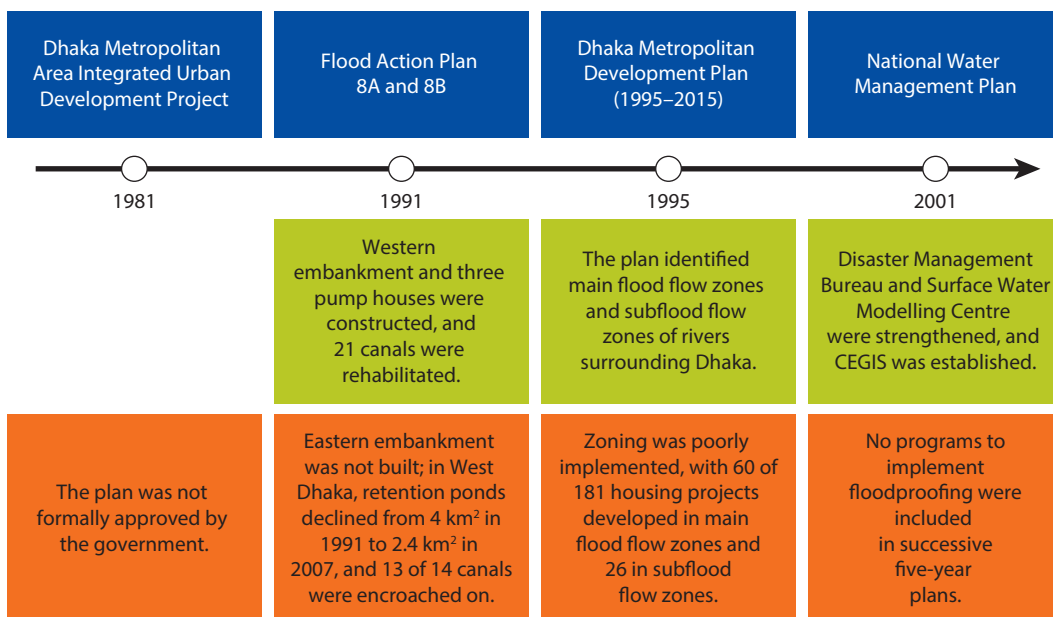 Dhaka Metropolitan
Area Integrated Urban
Development Project
Flood Action Plan
8A and 8B
Dhaka Metropolitan
Development Plan
(1995–2015)
National Water
Management Plan
1981
1991
1995
2001
Western
embankment and three
pump houses were
constructed, and
21 canals were
rehabilitated.
The plan identified
main flood flow zones
and subflood flow
zones of rivers
surrounding Dhaka.
Disaster Management
Bureau and Surface Water
Modelling Centre
were strengthened, and
CEGIS was established.
The plan was not
formally approved by
the government.
Eastern embankment
was not built; in West
Dhaka, retention ponds
declined from 4 km² in
1991 to 2.4 km² in
2007, and 13 of 14 canals
were encroached on.
Zoning was poorly
implemented, with 60 of
181 housing projects
developed in main
flood flow zones and
26 in subflood
flow zones.
No programs to
implement
floodproofing were
included
in successive
five-year
plans.